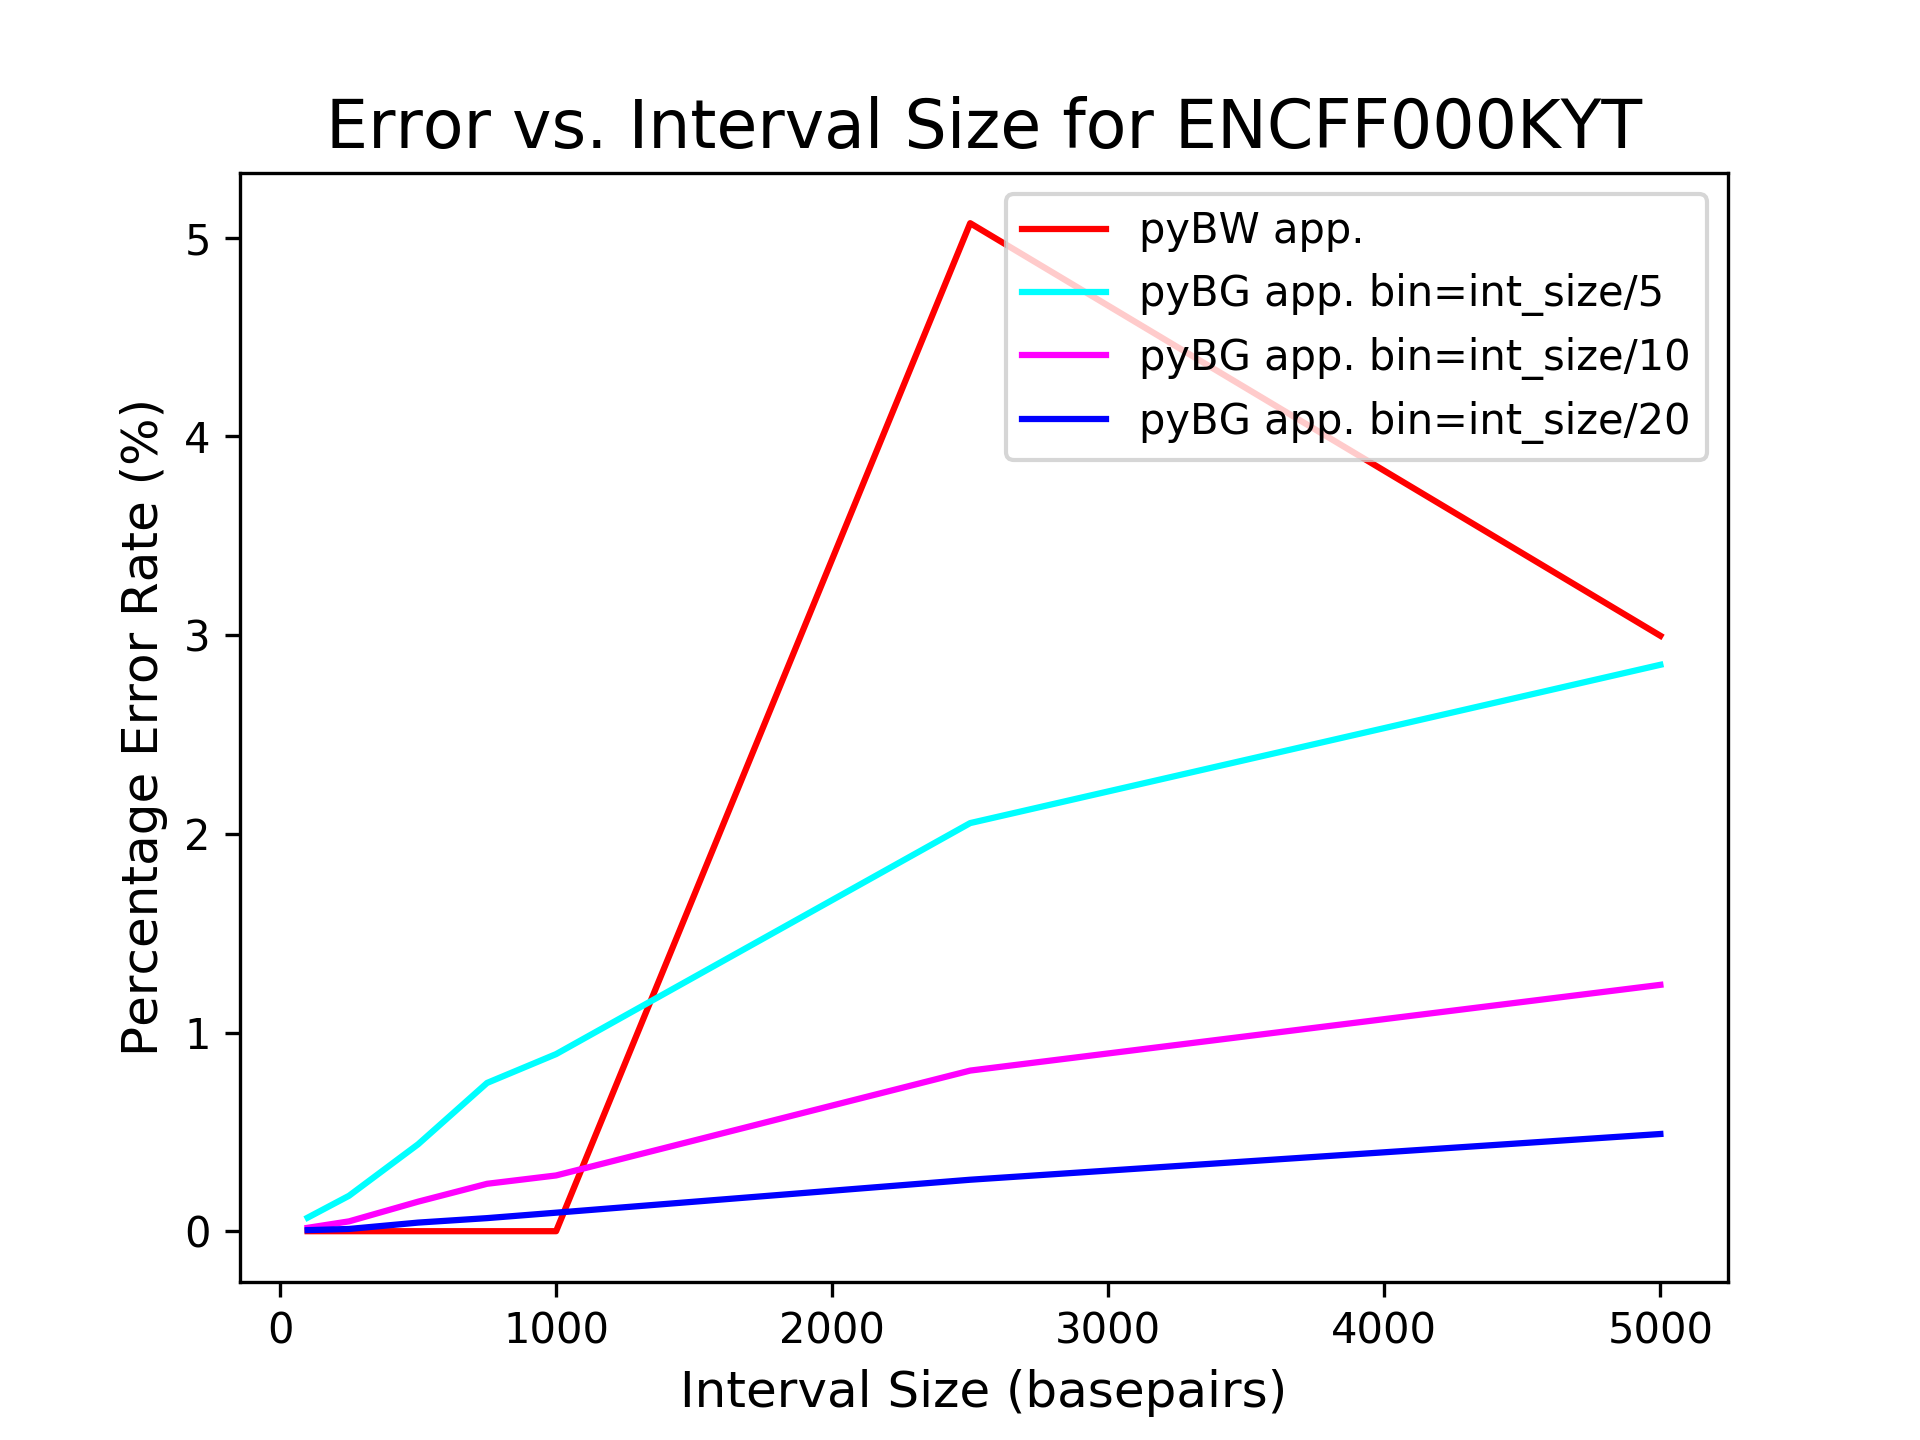 Error vs. Interval Size for ENCFF000KYT
pyBW app.
pyBG app. bin=int_size/5
pyBG app. bin=int_size/10
pyBG app. bin=int_size/20
Percentage Error Rate (%)
5
4
3
2
1
0
0 1000 2000 3000 4000 5000
Interval Size (basepairs)